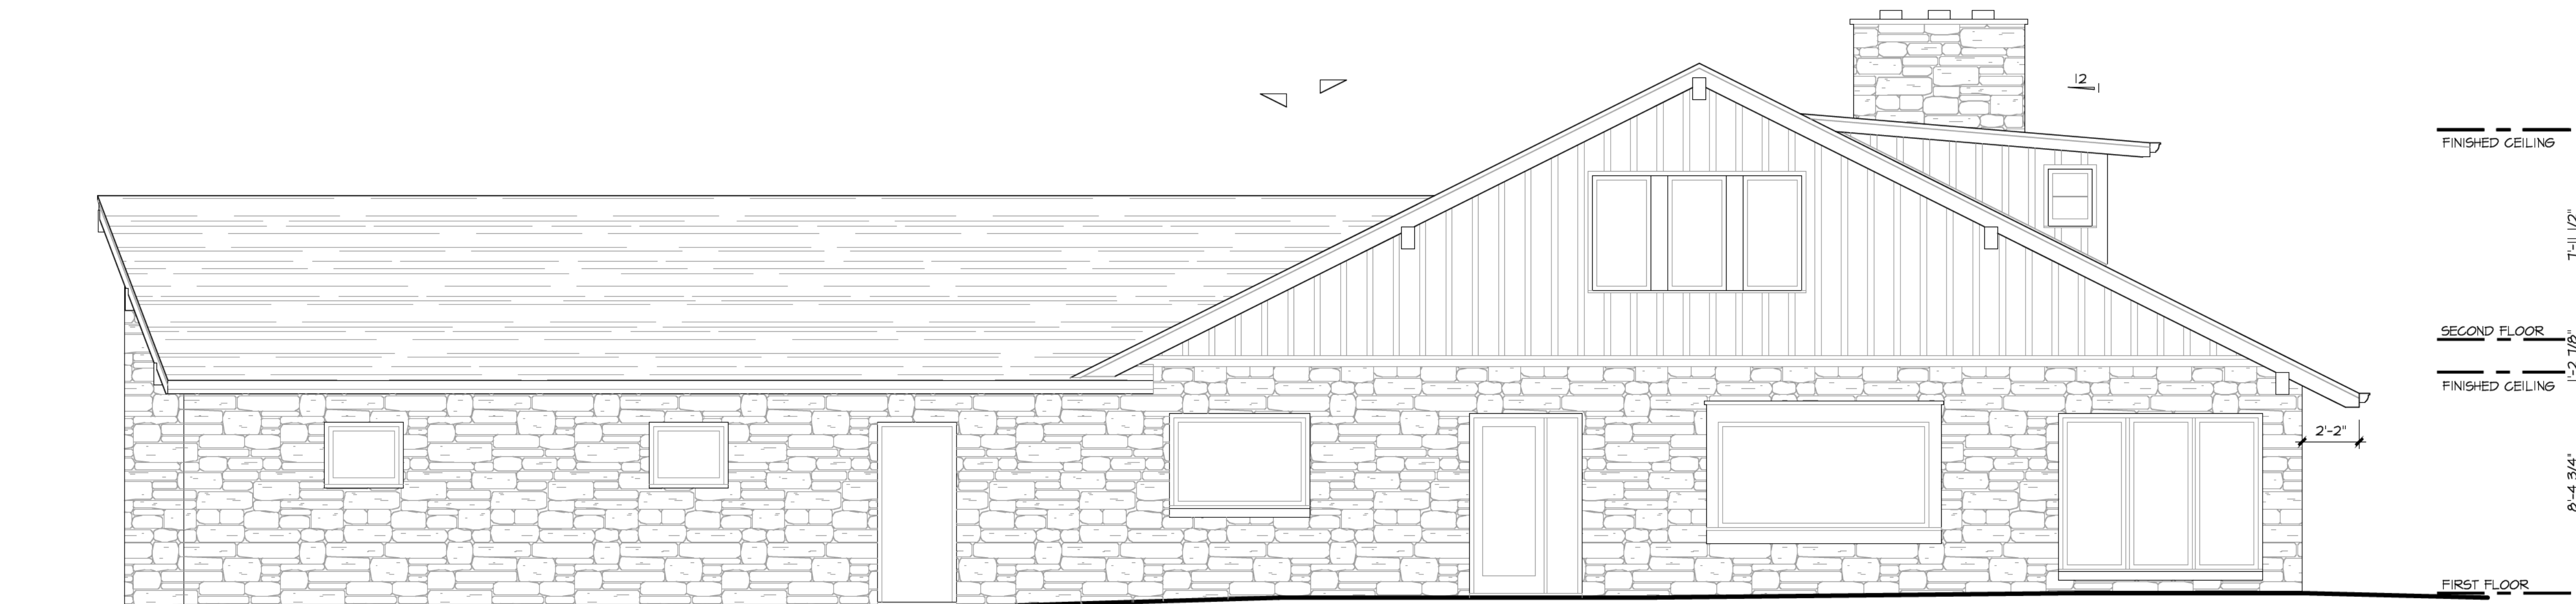 12
1
FINISHED CEILING
7'-11 1/2"
SECOND FLOOR
1'-2 7/8"
FINISHED CEILING
2'-2"
8'-4 3/4"
FIRST FLOOR